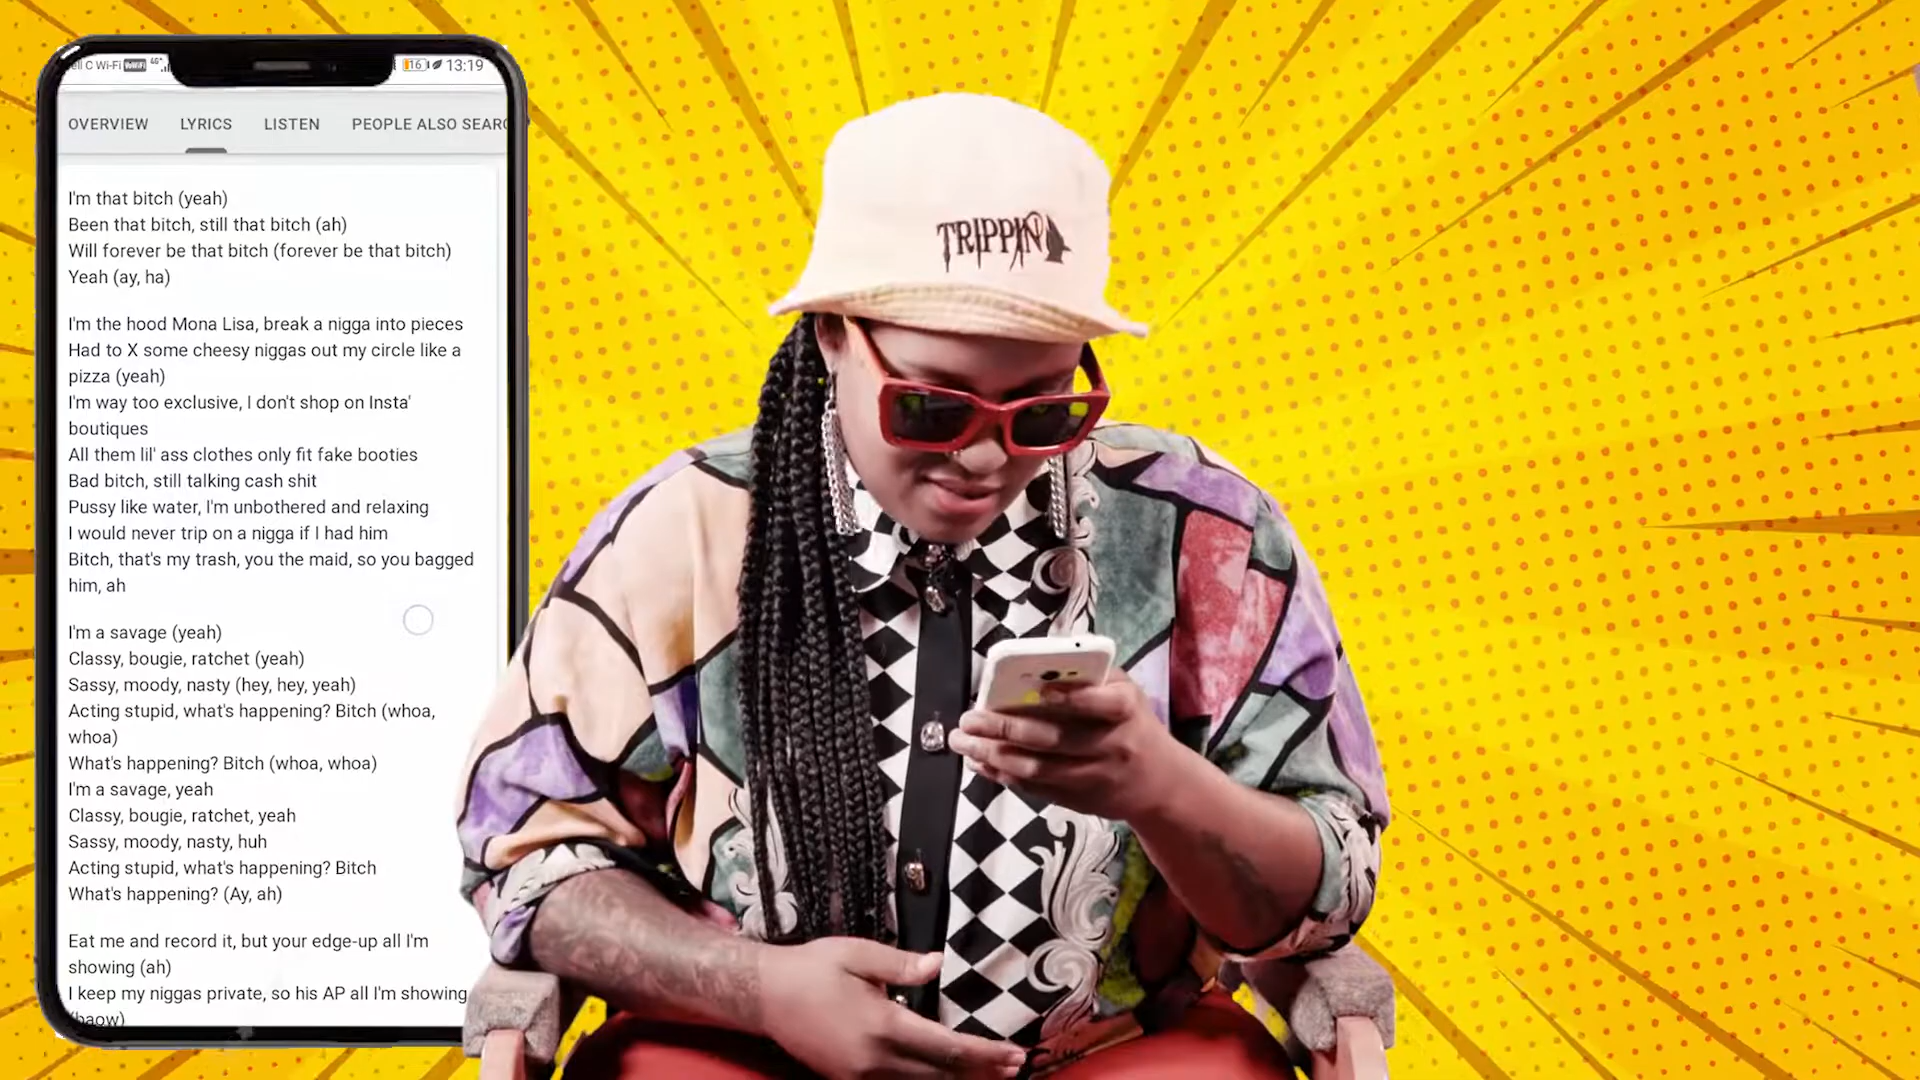 ell C Wi-Fi VoWiFi 4G+ 16 13:19
OVERVIEW LYRICS LISTEN PEOPLE ALSO SEARC
I'm that bitch (yeah)
Been that bitch, still that bitch (ah)
Will forever be that bitch (forever be that bitch)
Yeah (ay, ha)
I'm the hood Mona Lisa, break a nigga into pieces
Had to X some cheesy niggas out my circle like a
pizza (yeah)
I'm way too exclusive, I don't shop on Insta'
boutiques
All them lil' ass clothes only fit fake booties
Bad bitch, still talking cash shit
Pussy like water, I'm unbothered and relaxing
I would never trip on a nigga if I had him
Bitch, that's my trash, you the maid, so you bagged
him, ah
I'm a savage (yeah)
Classy, bougie, ratchet (yeah)
Sassy, moody, nasty (hey, hey, yeah)
Acting stupid, what's happening? Bitch (whoa,
whoa)
What's happening? Bitch (whoa, whoa)
I'm a savage, yeah
Classy, bougie, ratchet, yeah
Sassy, moody, nasty, huh
Acting stupid, what's happening? Bitch
What's happening? (Ay, ah)
Eat me and record it, but your edge-up all I'm
showing (ah)
I keep my niggas private, so his AP all I'm showing
(baow)
TRIPPIN